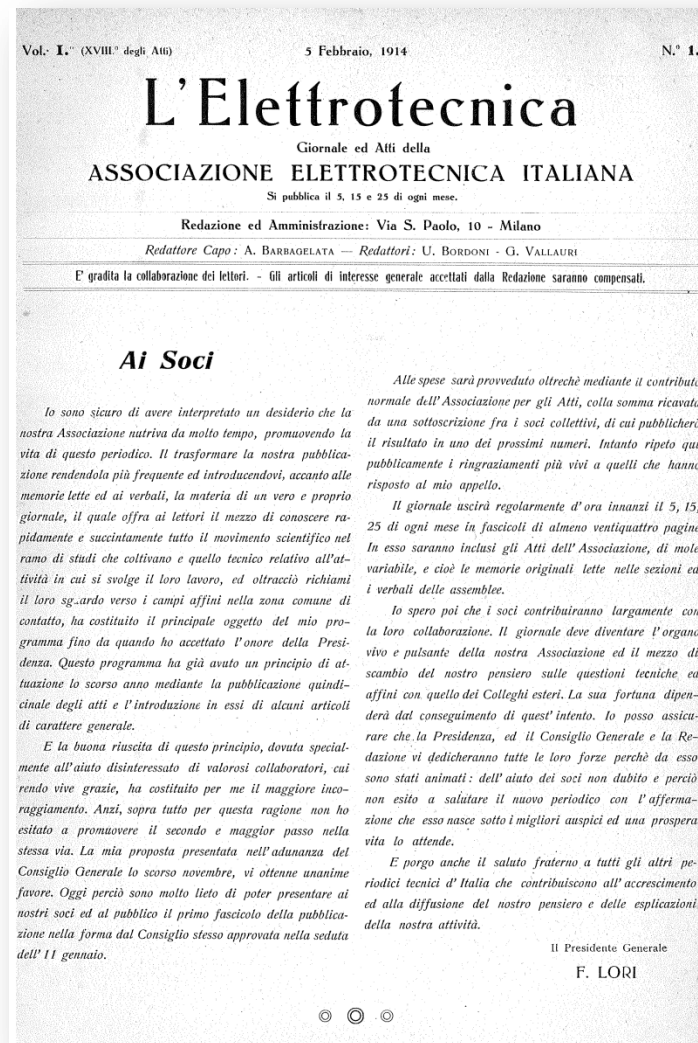 Vol. I.° (XVIII.° degli Atti) 5 Febbraio, 1914 N.° 1.
L'Elettrotecnica
Giornale ed Atti della
ASSOCIAZIONE ELETTROTECNICA ITALIANA
Si pubblica il 5, 15 e 25 di ogni mese.
Redazione ed Amministrazione: Via S. Paolo, 10 - Milano
Redattore Capo: A. BARBAGELATA — Redattori: U. BORDONI - G. VALLAURI
E' gradita la collaborazione dei lettori. - Gli articoli di interesse generale accettati dalla Redazione saranno compensati.
Ai Soci
Io sono sicuro di avere interpretato un desiderio che la
nostra Associazione nutriva da molto tempo, promuovendo la
vita di questo periodico. Il trasformare la nostra pubblica-
zione rendendola più frequente ed introducendovi, accanto alle
memorie lette ed ai verbali, la materia di un vero e proprio
giornale, il quale offra ai lettori il mezzo di conoscere ra-
pidamente e succintamente tutto il movimento scientifico nel
ramo di studi che coltivano e quello tecnico relativo all'at-
tività in cui si svolge il loro lavoro, ed oltracciò richiami
il loro sg..ardo verso i campi affini nella zona comune di
contatto, ha costituito il principale oggetto del mio pro-
gramma fino da quando ho accettato l'onore della Presi-
denza. Questo programma ha già avuto un principio di at-
tuazione lo scorso anno mediante la pubblicazione quindi-
cinale degli atti e l'introduzione in essi di alcuni articoli
di carattere generale.
E la buona riuscita di questo principio, dovuta special-
mente all'aiuto disinteressato di valorosi collaboratori, cui
rendo vive grazie, ha costituito per me il maggiore inco-
raggiamento. Anzi, sopra tutto per questa ragione non ho
esitato a promuovere il secondo e maggior passo nella
stessa via. La mia proposta presentata nell'adunanza del
Consiglio Generale lo scorso novembre, vi ottenne unanime
favore. Oggi perciò sono molto lieto di poter presentare ai
nostri soci ed al pubblico il primo fascicolo della pubblica-
zione nella forma dal Consiglio stesso approvata nella seduta
dell'11 gennaio.
Alle spese sarà provveduto oltrechè mediante il contributo
normale dell'Associazione per gli Atti, colla somma ricavata
da una sottoscrizione fra i soci collettivi, di cui pubblicherò
il risultato in uno dei prossimi numeri. Intanto ripeto qui
pubblicamente i ringraziamenti più vivi a quelli che hanno
risposto al mio appello.
Il giornale uscirà regolarmente d'ora innanzi il 5, 15,
25 di ogni mese in fascicoli di almeno ventiquattro pagine
In esso saranno inclusi gli Atti dell'Associazione, di mole
variabile, e cioè le memorie originali lette nelle sezioni ed
i verbali delle assemblee.
Io spero poi che i soci contribuiranno largamente con
la loro collaborazione. Il giornale deve diventare l'organo
vivo e pulsante della nostra Associazione ed il mezzo di
scambio del nostro pensiero sulle questioni tecniche ed
affini con quello dei Colleghi esteri. La sua fortuna dipen-
derà dal conseguimento di quest'intento. Io posso assicu-
rare che la Presidenza, ed il Consiglio Generale e la Re-
dazione vi dedicheranno tutte le loro forze perchè da esso
sono stati animati: dell'aiuto dei soci non dubito e perciò
non esito a salutare il nuovo periodico con l'afferma-
zione che esso nasce sotto i migliori auspici ed una prospera
vita lo attende.
E porgo anche il saluto fraterno a tutti gli altri pe-
riodici tecnici d'Italia che contribuiscono all'accrescimento
ed alla diffusione del nostro pensiero e delle esplicazioni
della nostra attività.
Il Presidente Generale
F. LORI